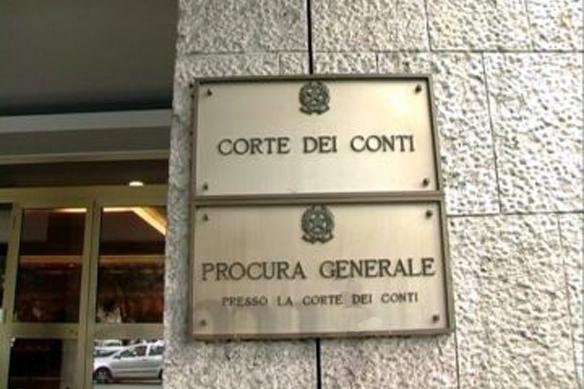 CORTE DEI CONTI
PROCURA GENERALE
PRESSO LA CORTE DEI CONTI